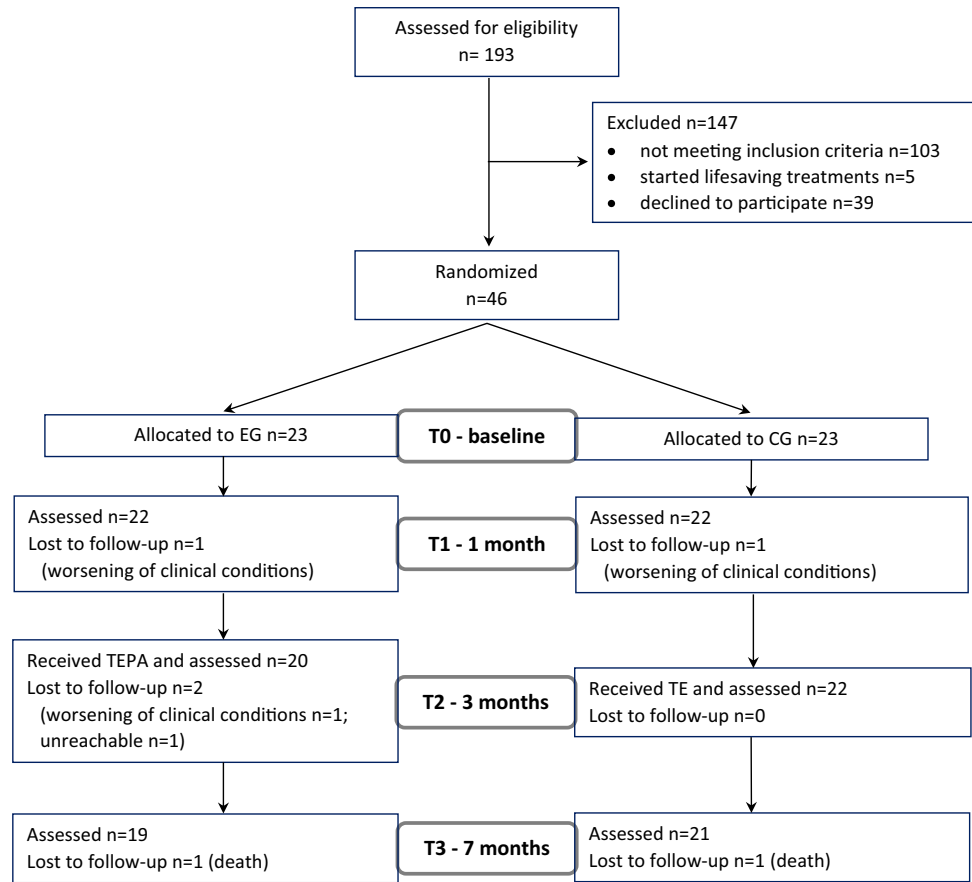 Assessed for eligibility
n= 193
Excluded n=147
• not meeting inclusion criteria n=103
• started lifesaving treatments n=5
• declined to participate n=39
Randomized
n=46
Allocated to EG n=23
T0 - baseline
Allocated to CG n=23
Assessed n=22
Lost to follow-up n=1
(worsening of clinical conditions)
T1 - 1 month
Assessed n=22
Lost to follow-up n=1
(worsening of clinical conditions)
Received TEPA and assessed n=20
Lost to follow-up n=2
(worsening of clinical conditions n=1;
unreachable n=1)
T2 - 3 months
Received TE and assessed n=22
Lost to follow-up n=0
Assessed n=19
Lost to follow-up n=1 (death)
T3 - 7 months
Assessed n=21
Lost to follow-up n=1 (death)